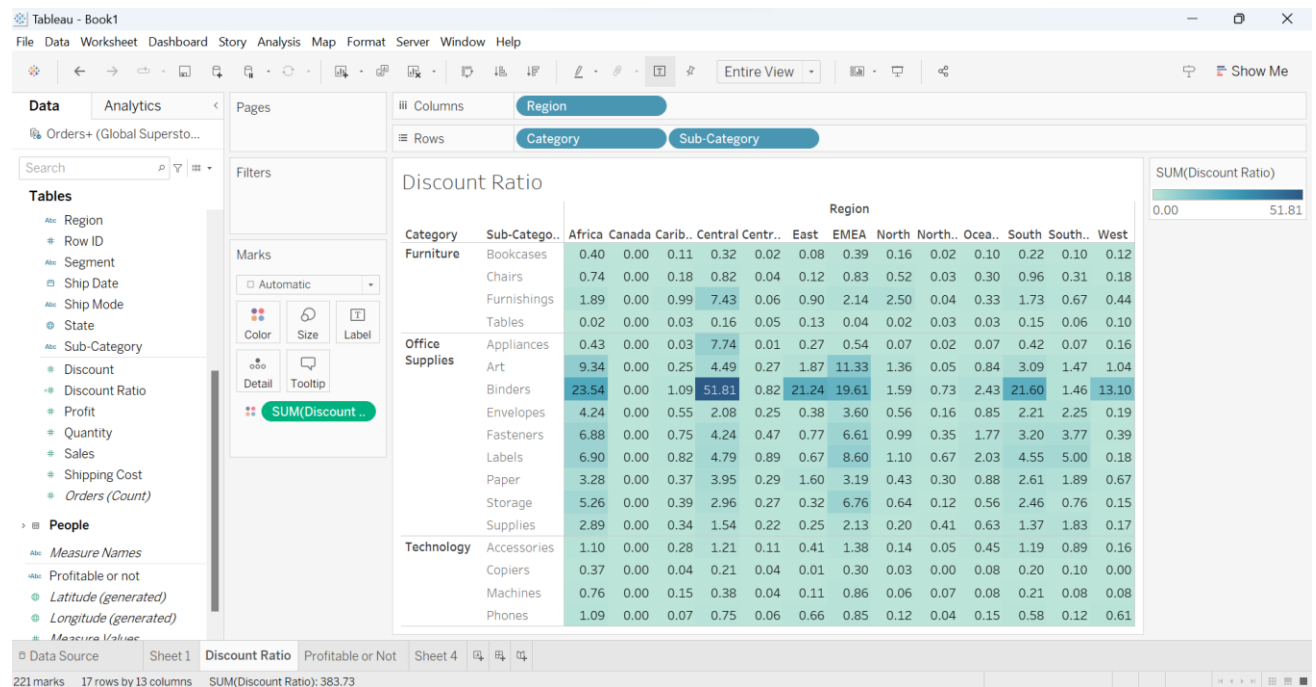 Tableau - Book1
File Data Worksheet Dashboard Story Analysis Map Format Server Window Help
Entire View
Show Me
Data Analytics
Orders+ (Global Supersto...
Search
Tables
Abc Region
# Row ID
Abc Segment
Ship Date
Abc Ship Mode
State
Abc Sub-Category
# Discount
=# Discount Ratio
# Profit
# Quantity
# Sales
# Shipping Cost
# Orders (Count)
People
Abc Measure Names
=Abc Profitable or not
Latitude (generated)
Longitude (generated)
# Measure Values
Pages
Filters
Marks
Automatic
Color Size Label
Detail Tooltip
SUM(Discount ..
iii Columns Region
Rows Category Sub-Category
Discount Ratio
Region
Category Sub-Catego.. Africa Canada Carib.. Central Centr.. East EMEA North North.. Ocea.. South South.. West
Furniture Bookcases 0.40 0.00 0.11 0.32 0.02 0.08 0.39 0.16 0.02 0.10 0.22 0.10 0.12
Chairs 0.74 0.00 0.18 0.82 0.04 0.12 0.83 0.52 0.03 0.30 0.96 0.31 0.18
Furnishings 1.89 0.00 0.99 7.43 0.06 0.90 2.14 2.50 0.04 0.33 1.73 0.67 0.44
Tables 0.02 0.00 0.03 0.16 0.05 0.13 0.04 0.02 0.03 0.03 0.15 0.06 0.10
Office Supplies Appliances 0.43 0.00 0.03 7.74 0.01 0.27 0.54 0.07 0.02 0.07 0.42 0.07 0.16
Art 9.34 0.00 0.25 4.49 0.27 1.87 11.33 1.36 0.05 0.84 3.09 1.47 1.04
Binders 23.54 0.00 1.09 51.81 0.82 21.24 19.61 1.59 0.73 2.43 21.60 1.46 13.10
Envelopes 4.24 0.00 0.55 2.08 0.25 0.38 3.60 0.56 0.16 0.85 2.21 2.25 0.19
Fasteners 6.88 0.00 0.75 4.24 0.47 0.77 6.61 0.99 0.35 1.77 3.20 3.77 0.39
Labels 6.90 0.00 0.82 4.79 0.89 0.67 8.60 1.10 0.67 2.03 4.55 5.00 0.18
Paper 3.28 0.00 0.37 3.95 0.29 1.60 3.19 0.43 0.30 0.88 2.61 1.89 0.67
Storage 5.26 0.00 0.39 2.96 0.27 0.32 6.76 0.64 0.12 0.56 2.46 0.76 0.15
Supplies 2.89 0.00 0.34 1.54 0.22 0.25 2.13 0.20 0.41 0.63 1.37 1.83 0.17
Technology Accessories 1.10 0.00 0.28 1.21 0.11 0.41 1.38 0.14 0.05 0.45 1.19 0.89 0.16
Copiers 0.37 0.00 0.04 0.21 0.04 0.01 0.30 0.03 0.00 0.08 0.20 0.10 0.00
Machines 0.76 0.00 0.15 0.38 0.04 0.11 0.86 0.06 0.07 0.08 0.21 0.08 0.08
Phones 1.09 0.00 0.07 0.75 0.06 0.66 0.85 0.12 0.04 0.15 0.58 0.12 0.61
SUM(Discount Ratio)
0.00 51.81
Data Source Sheet 1 Discount Ratio Profitable or Not Sheet 4
221 marks 17 rows by 13 columns SUM(Discount Ratio): 383.73